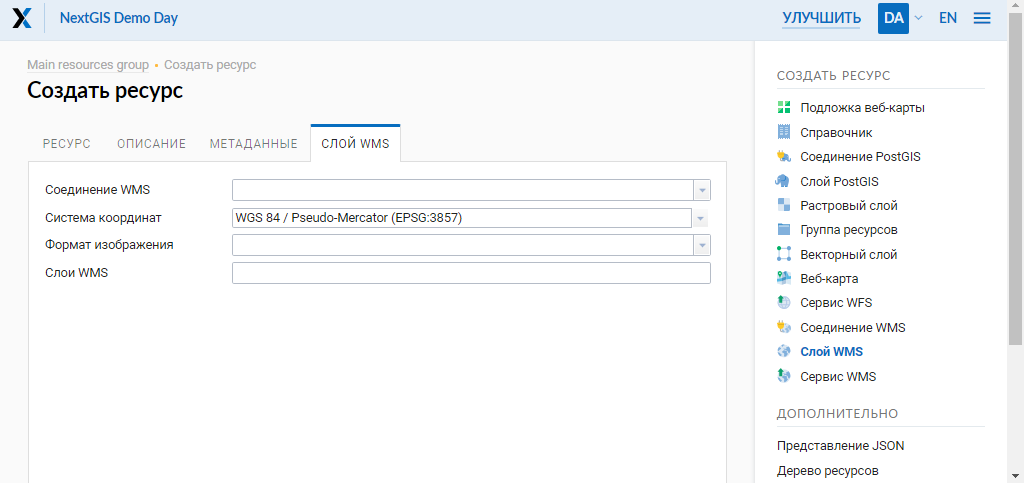 NextGIS Demo Day
УЛУЧШИТЬ
DA
EN
Main resources group • Создать ресурс
Создать ресурс
РЕСУРС
ОПИСАНИЕ
МЕТАДАННЫЕ
СЛОЙ WMS
Соединение WMS
Система координат
WGS 84 / Pseudo-Mercator (EPSG:3857)
Формат изображения
Слои WMS
СОЗДАТЬ РЕСУРС
Подложка веб-карты
Справочник
Соединение PostGIS
Слой PostGIS
Растровый слой
Группа ресурсов
Векторный слой
Веб-карта
Сервис WFS
Соединение WMS
Слой WMS
Сервис WMS
ДОПОЛНИТЕЛЬНО
Представление JSON
Дерево ресурсов